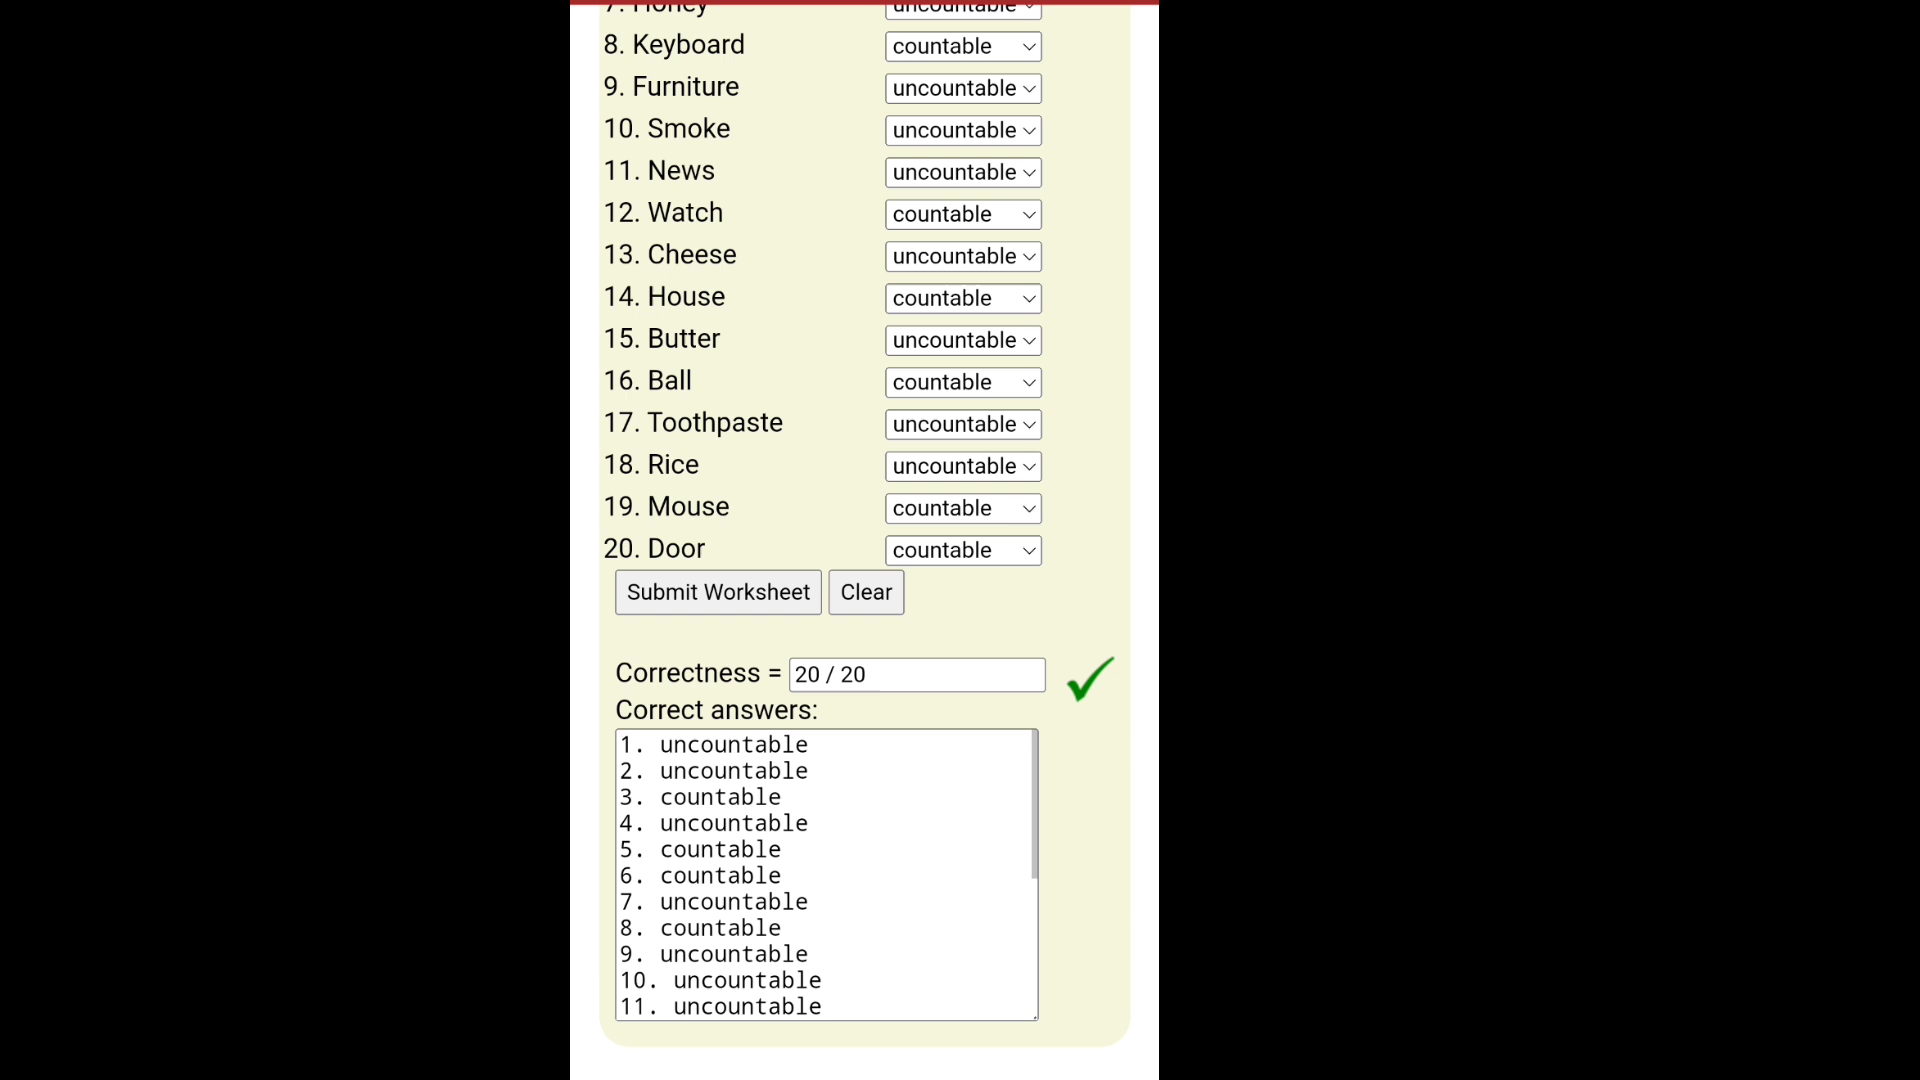 7. Honey uncountable
8. Keyboard countable
9. Furniture uncountable
10. Smoke uncountable
11. News uncountable
12. Watch countable
13. Cheese uncountable
14. House countable
15. Butter uncountable
16. Ball countable
17. Toothpaste uncountable
18. Rice uncountable
19. Mouse countable
20. Door countable
Submit Worksheet Clear
Correctness = 20 / 20
Correct answers:
1. uncountable
2. uncountable
3. countable
4. uncountable
5. countable
6. countable
7. uncountable
8. countable
9. uncountable
10. uncountable
11. uncountable